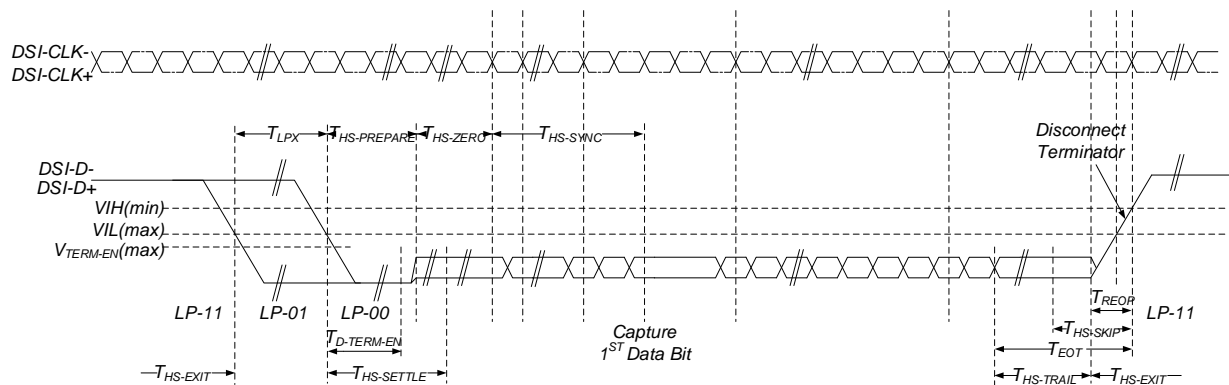 DSI-CLK-
DSI-CLK+
TLPX
THS-PREPARE
THS-ZERO
THS-SYNC
Disconnect
Terminator
DSI-D-
DSI-D+
VIH(min)
VIL(max)
VTERM-EN(max)
LP-11
LP-01
LP-00
Capture
1ST Data Bit
TREOP
LP-11
TD-TERM-EN
THS-SKIP
TEOT
THS-EXIT
THS-SETTLE
THS-TRAIL
THS-EXIT